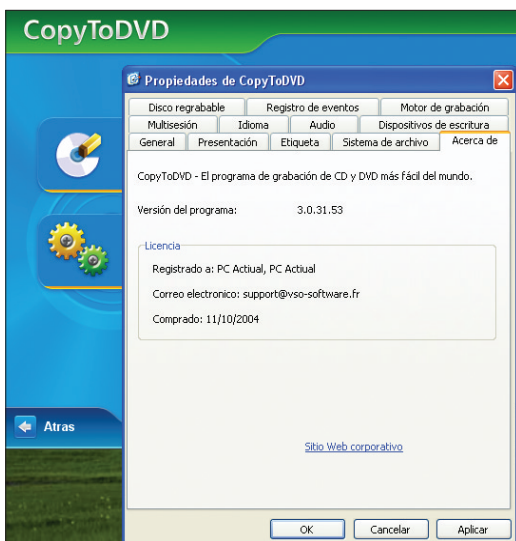 CopyToDVD
Propiedades de CopyToDVD
Disco regrabable Registro de eventos Motor de grabación
Multisesión Idioma Audio Dispositivos de escritura
General Presentación Etiqueta Sistema de archivo Acerca de
CopyToDVD - El programa de grabación de CD y DVD más fácil del mundo.
Versión del programa: 3.0.31.53
Licencia
Registrado a: PC Actiual, PC Actiual
Correo electronico: support@vso-software.fr
Comprado: 11/10/2004
Atras
Sitio Web corporativo
OK Cancelar Aplicar